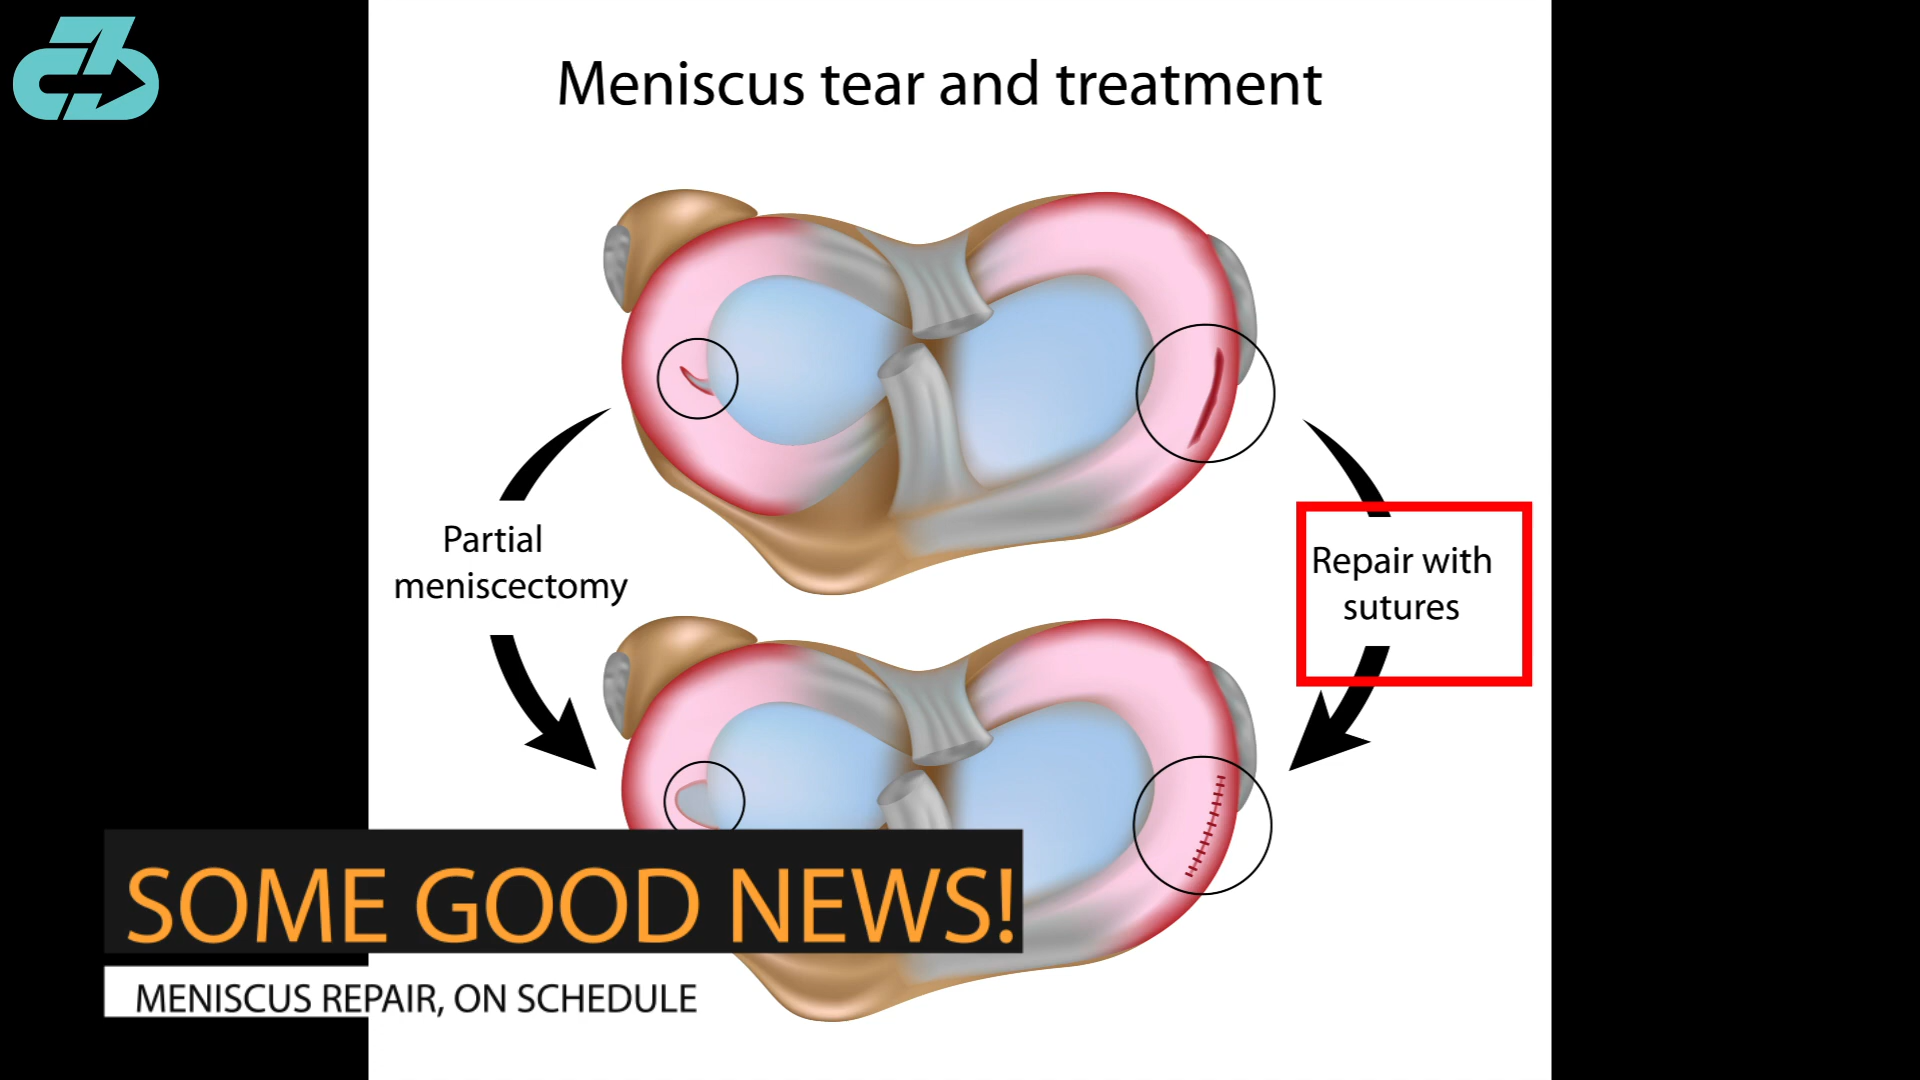 Meniscus tear and treatment
Partial
meniscectomy
Repair with
sutures
SOME GOOD NEWS!
MENISCUS REPAIR, ON SCHEDULE